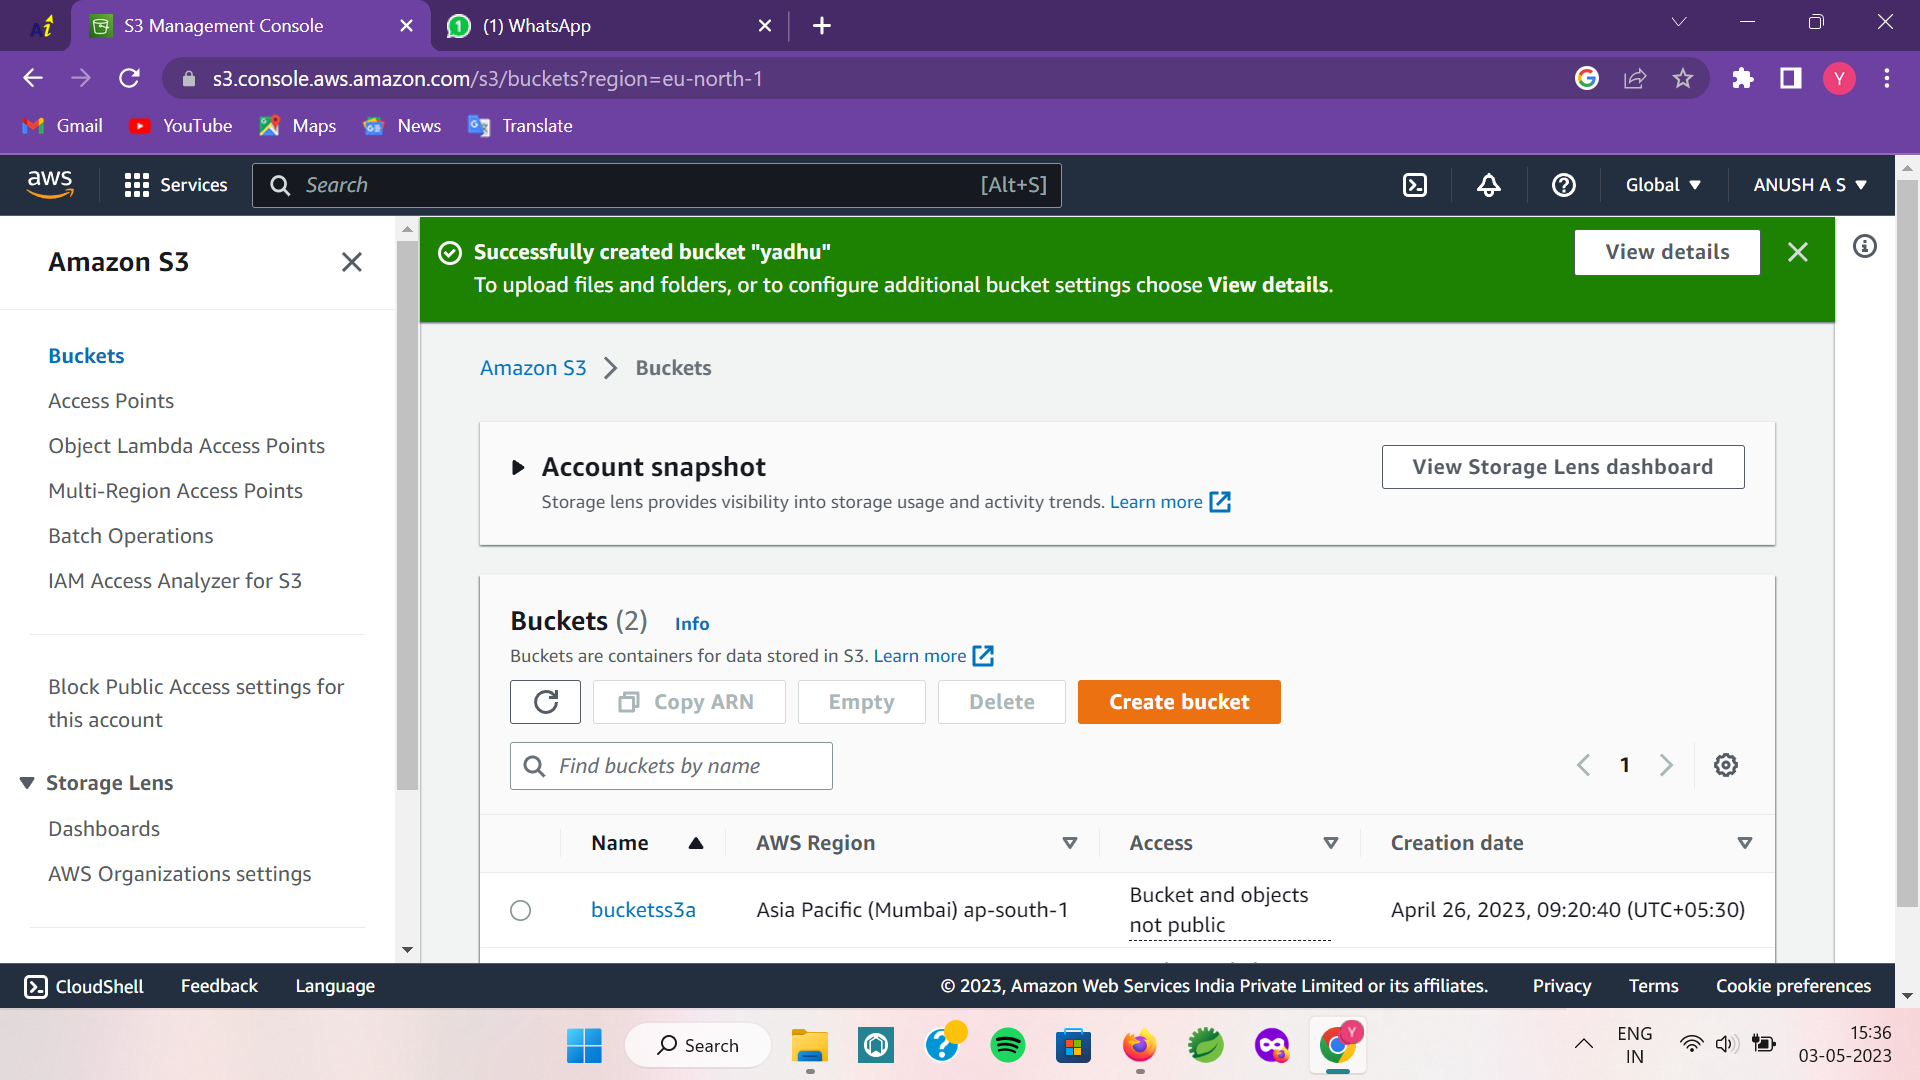 S3 Management Console
(1) WhatsApp
s3.console.aws.amazon.com/s3/buckets?region=eu-north-1
Y
Gmail
YouTube
Maps
News
Translate
aws
Services
Search
[Alt+S]
Global
ANUSH A S
Amazon S3
Buckets
Access Points
Object Lambda Access Points
Multi-Region Access Points
Batch Operations
IAM Access Analyzer for S3
Block Public Access settings for
this account
Storage Lens
Dashboards
AWS Organizations settings
Successfully created bucket "yadhu"
To upload files and folders, or to configure additional bucket settings choose View details.
View details
Amazon S3
Buckets
Account snapshot
Storage lens provides visibility into storage usage and activity trends. Learn more
View Storage Lens dashboard
Buckets (2) Info
Buckets are containers for data stored in S3. Learn more
Copy ARN
Empty
Delete
Create bucket
Find buckets by name
1
Name
AWS Region
Access
Creation date
bucketss3a
Asia Pacific (Mumbai) ap-south-1
Bucket and objects
not public
April 26, 2023, 09:20:40 (UTC+05:30)
CloudShell
Feedback
Language
© 2023, Amazon Web Services India Private Limited or its affiliates.
Privacy
Terms
Cookie preferences
Search
Y
ENG
IN
15:36
03-05-2023